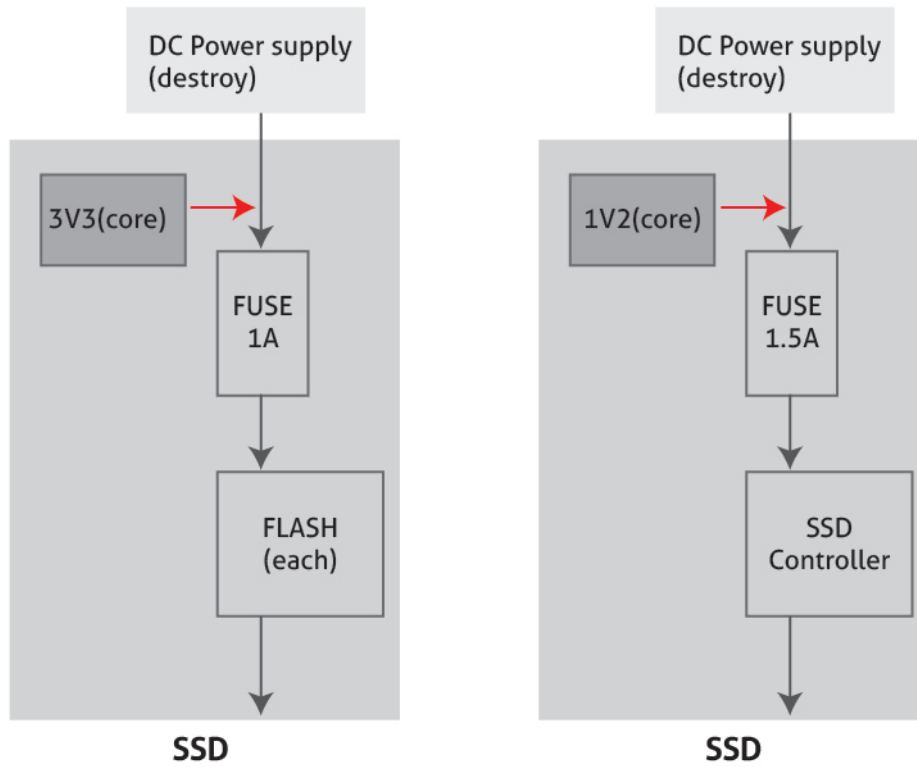 DC Power supply
(destroy)
3V3(core)
FUSE
1A
FLASH
(each)
SSD
DC Power supply
(destroy)
1V2(core)
FUSE
1.5A
SSD
Controller
SSD